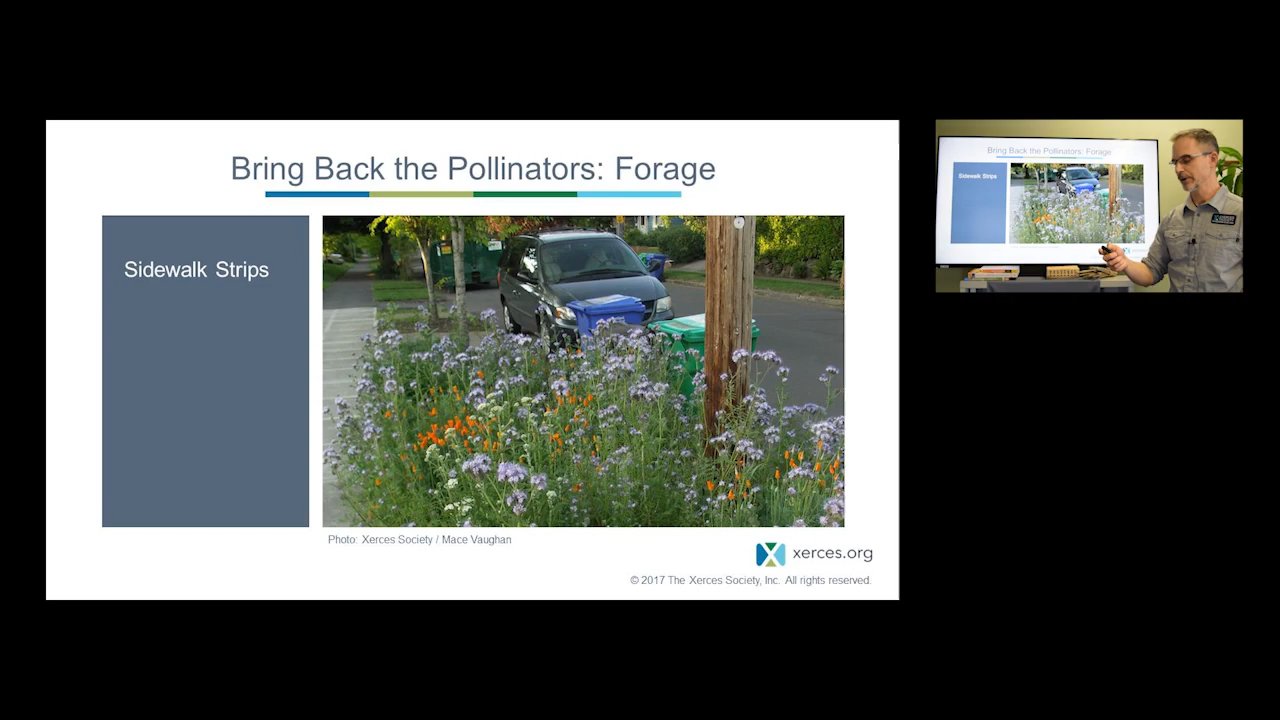 Bring Back the Pollinators: Forage
Sidewalk Strips
Photo: Xerces Society / Mace Vaughan
xerces.org
© 2017 The Xerces Society, Inc. All rights reserved.
Bring Back the Pollinators: Forage
Sidewalk Strips